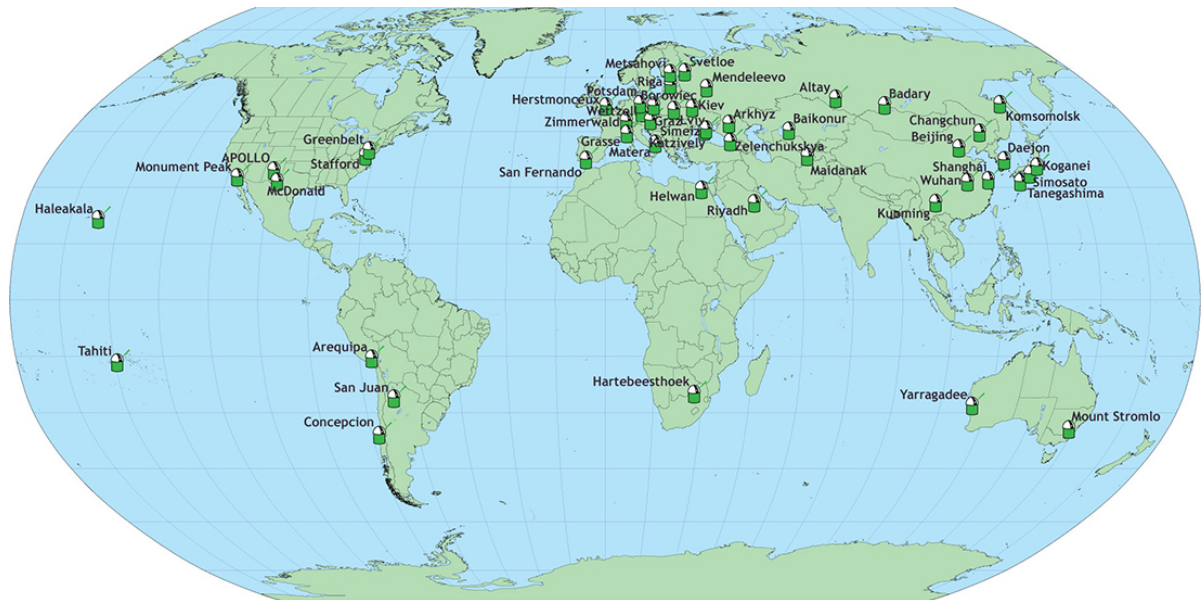 Metsahovi
Svetloe
Riga
Mendeleevo
Potsdam
Borowiec
Herstmonceux
Wettzell
Kiev
Altay
Badary
Zimmerwald
Graz
Lviv
Arkhyz
Baikonur
Changchun
Komsomolsk
Simeiz
Grasse
Katzively
Zelenchukskya
Beijing
Matera
Greenbelt
Stafford
APOLLO
Monument Peak
McDonald
San Fernando
Maidanak
Daejon
Shanghai
Koganei
Wuhan
Simosato
Tanegashima
Helwan
Riyadh
Kunming
Haleakala
Tahiti
Arequipa
San Juan
Concepcion
Hartebeesthoek
Yarragadee
Mount Stromlo